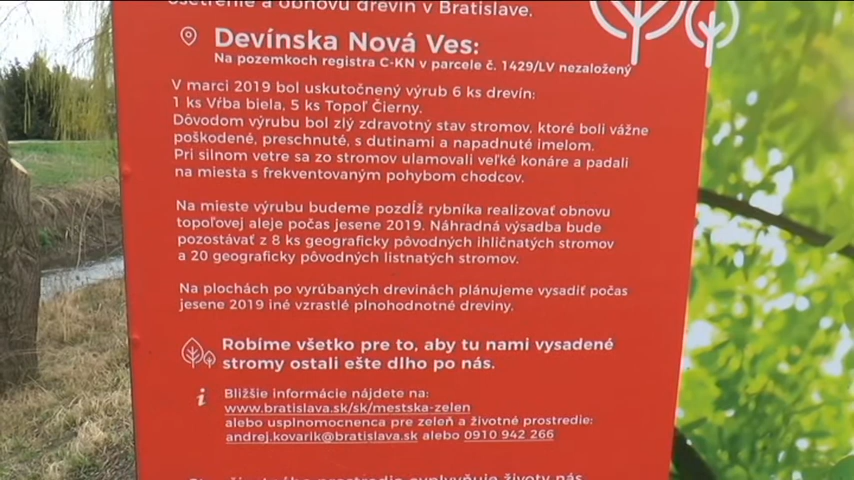 Ošetrenie a obnovu drevín v Bratislave.
Devínska Nová Ves:
Na pozemkoch registra C-KN v parcele č. 1429/LV nezaložený
V marci 2019 bol uskutočnený výrub 6 ks drevín:
1 ks Vŕba biela, 5 ks Topoľ Čierny.
Dôvodom výrubu bol zlý zdravotný stav stromov, ktoré boli vážne
poškodené, preschnuté, s dutinami a napadnuté imelom.
Pri silnom vetre sa zo stromov ulamovali veľké konáre a padali
na miesta s frekventovaným pohybom chodcov.
Na mieste výrubu budeme pozdĺž rybníka realizovať obnovu
topoľovej aleje počas jesene 2019. Náhradná výsadba bude
pozostávať z 8 ks geograficky pôvodných ihličnatých stromov
a 20 geograficky pôvodných listnatých stromov.
Na plochách po vyrúbaných drevinách plánujeme vysadiť počas
jesene 2019 iné vzrastlé plnohodnotné dreviny.
Robíme všetko pre to, aby tu nami vysadené
stromy ostali ešte dlho po nás.
Bližšie informácie nájdete na:
www.bratislava.sk/sk/mestska-zelen
alebo usplnomocnenca pre zeleň a životné prostredie:
andrej.kovarik@bratislava.sk alebo 0910 942 266
prostredia ovplyvňuje životy nás